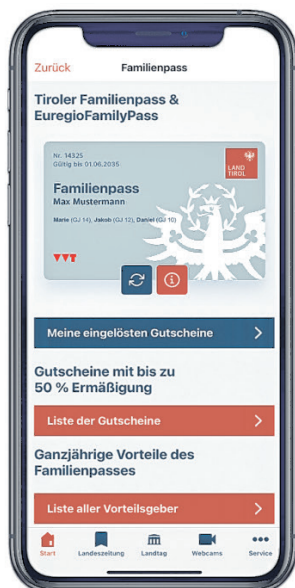 Zurück Familienpass
Tiroler Familienpass &
EuregioFamilyPass
Nr. 14325
Gültig bis 01.06.2035
LAND
TIROL
Familienpass
Max Mustermann
Marie (GJ 14), Jakob (GJ 12), Daniel (GJ 10)
VVT
Meine eingelösten Gutscheine
Gutscheine mit bis zu
50 % Ermäßigung
Liste der Gutscheine
Ganzjährige Vorteile des
Familienpasses
Liste aller Vorteilsgeber
Start Landeszeitung Landtag Webcams Service